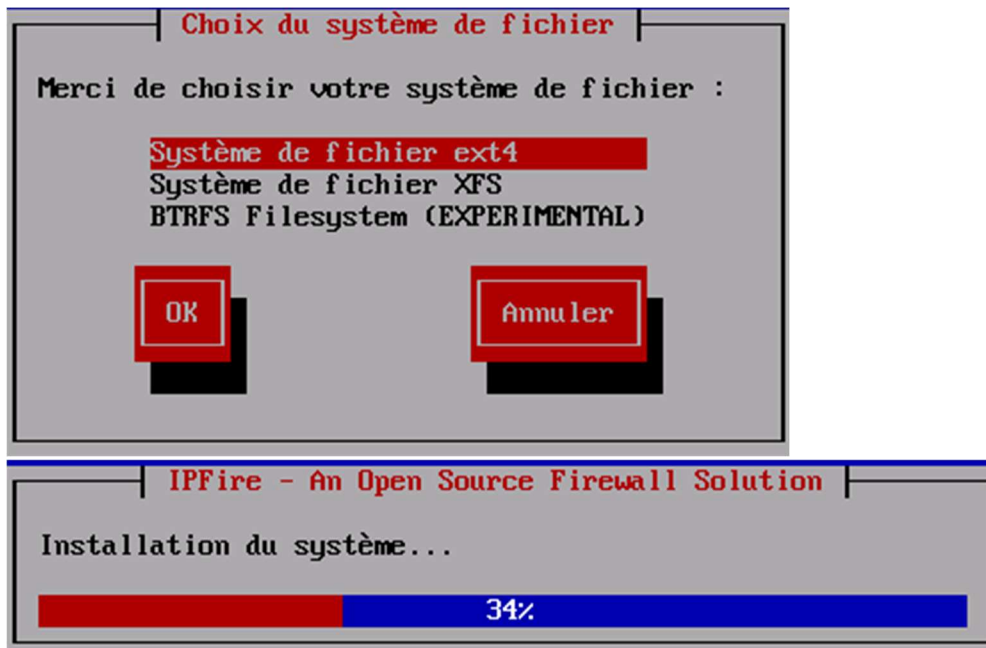 Choix du système de fichier
Merci de choisir votre système de fichier :
Système de fichier ext4
Système de fichier XFS
BTRFS Filesystem (EXPERIMENTAL)
OK
Annuler
IPFire - An Open Source Firewall Solution
Installation du système...
34%